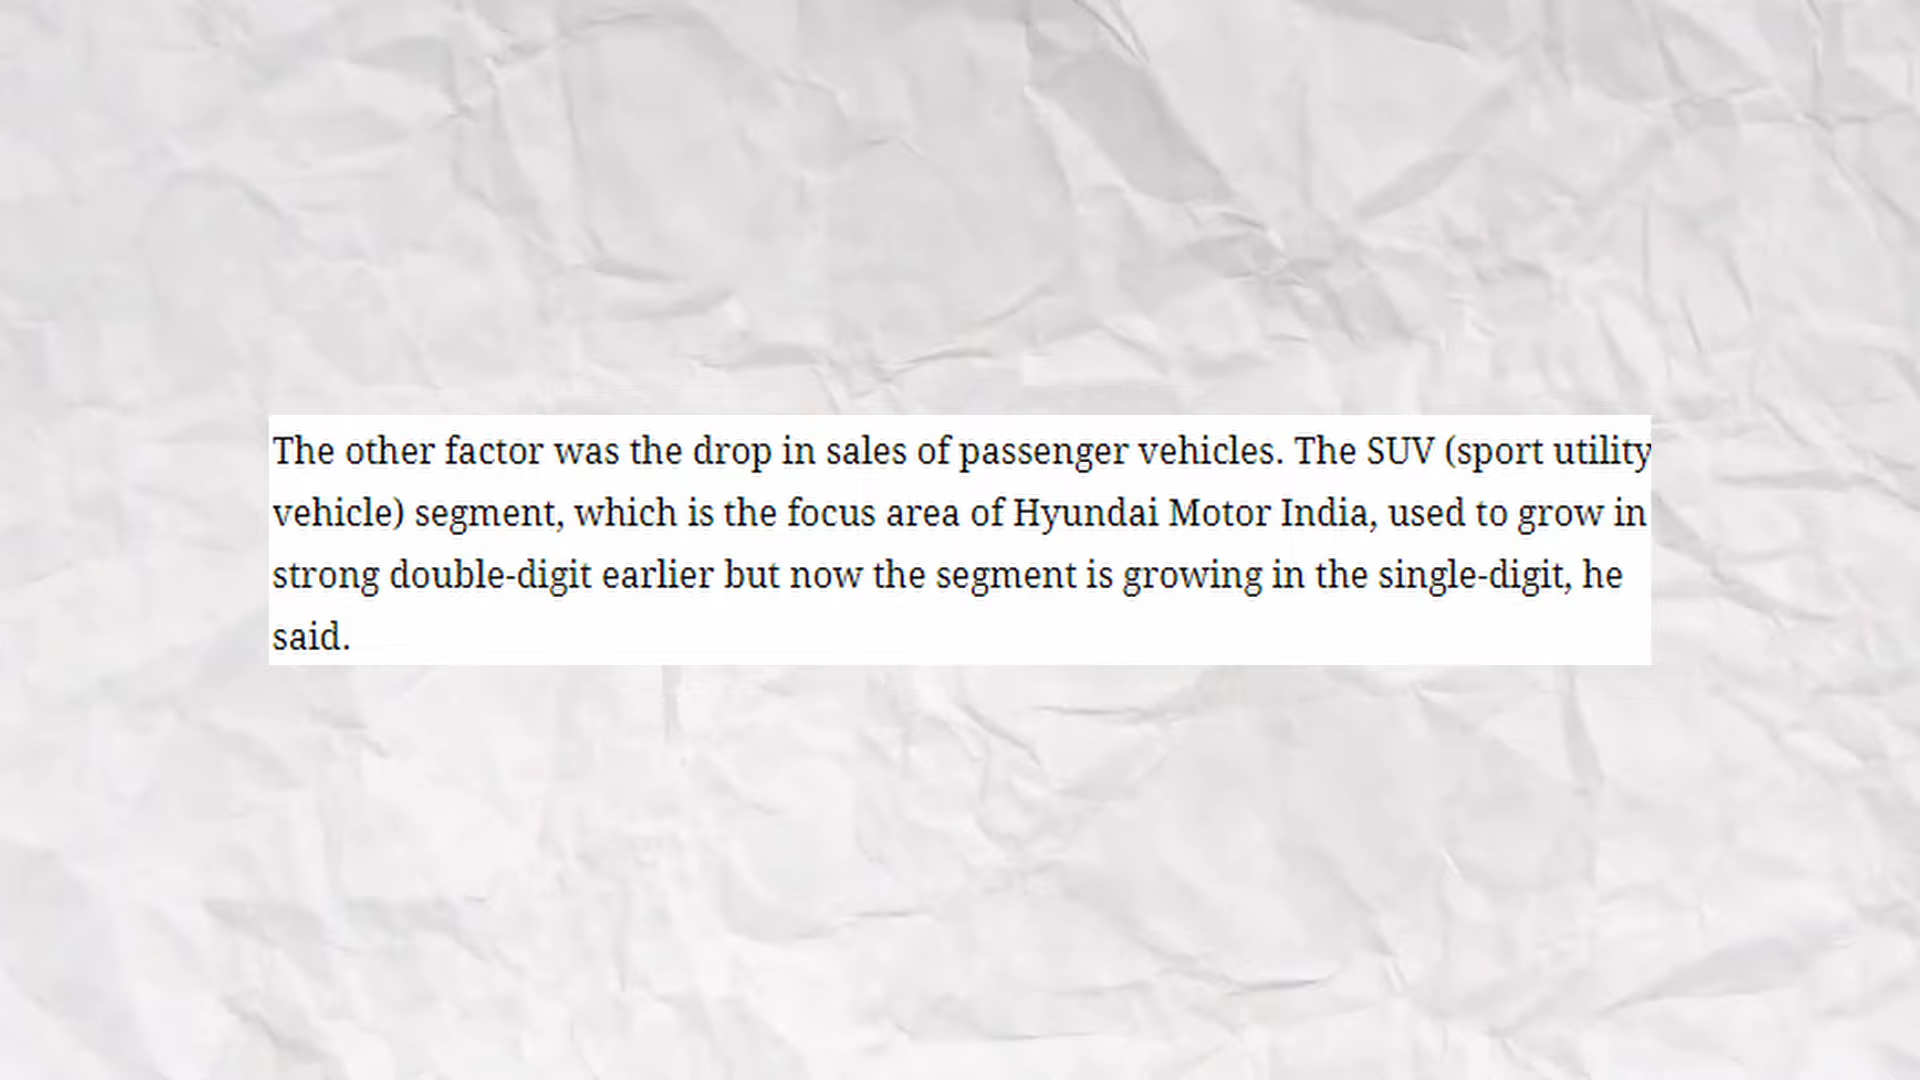 The other factor was the drop in sales of passenger vehicles. The SUV (sport utility
vehicle) segment, which is the focus area of Hyundai Motor India, used to grow in
strong double-digit earlier but now the segment is growing in the single-digit, he
said.